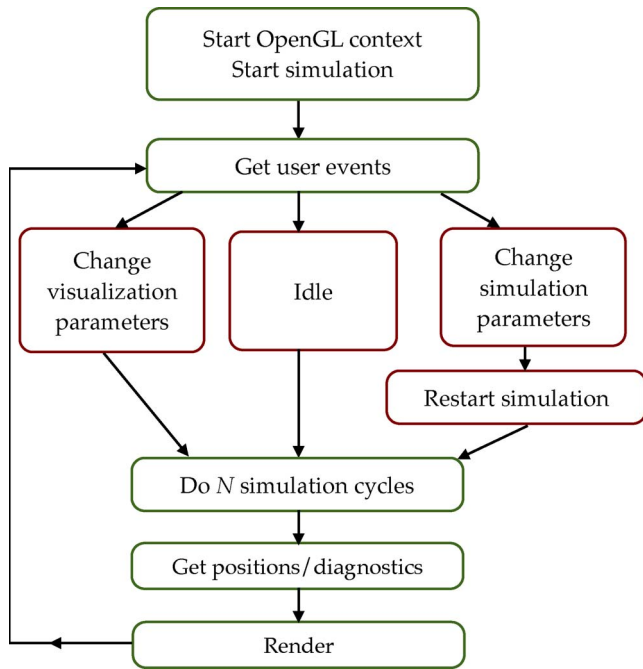 Start OpenGL context
Start simulation
Get user events
Change
visualization
parameters
Idle
Change
simulation
parameters
Restart simulation
Do N simulation cycles
Get positions/diagnostics
Render